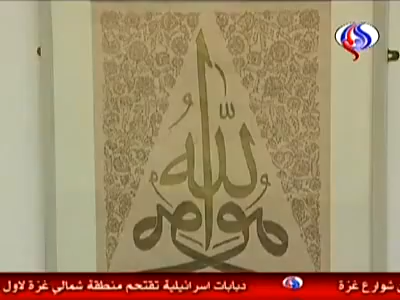 الله
شوارع غزة دبابات اسرائيلية تقتحم منطقة شمالي غزة لاول